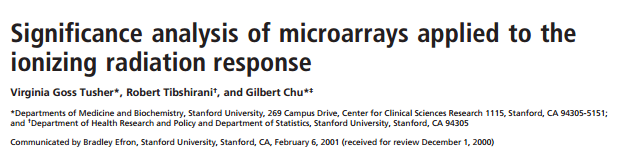 Significance analysis of microarrays applied to the
ionizing radiation response
Virginia Goss Tusher*, Robert Tibshirani†, and Gilbert Chu*‡
*Departments of Medicine and Biochemistry, Stanford University, 269 Campus Drive, Center for Clinical Sciences Research 1115, Stanford, CA 94305-5151;
and †Department of Health Research and Policy and Department of Statistics, Stanford University, Stanford, CA 94305
Communicated by Bradley Efron, Stanford University, Stanford, CA, February 6, 2001 (received for review December 1, 2000)